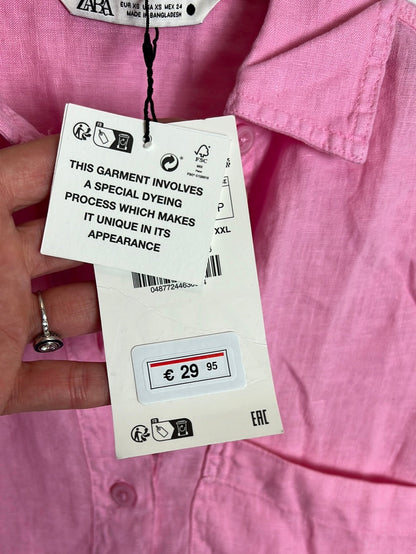 ZARA
EUR XS USA XS MEX 24
MADE IN BANGLADESH
FSC
THIS GARMENT INVOLVES
A SPECIAL DYEING
PROCESS WHICH MAKES
IT UNIQUE IN ITS
APPEARANCE
P
XXL
€ 29 95
EAC